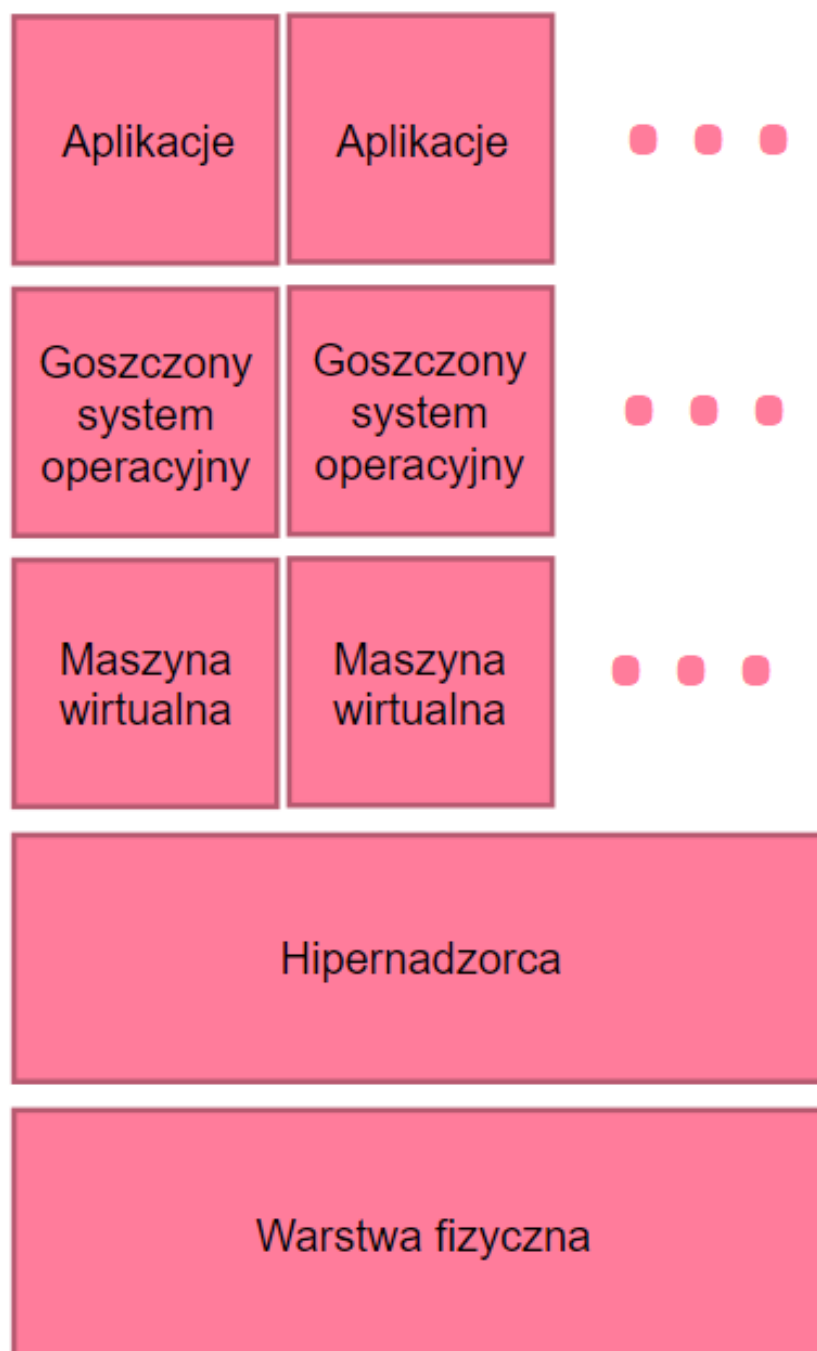 Aplikacje
Aplikacje
Goszczony
system
operacyjny
Goszczony
system
operacyjny
Maszyna
wirtualna
Maszyna
wirtualna
Hipernadzorca
Warstwa fizyczna